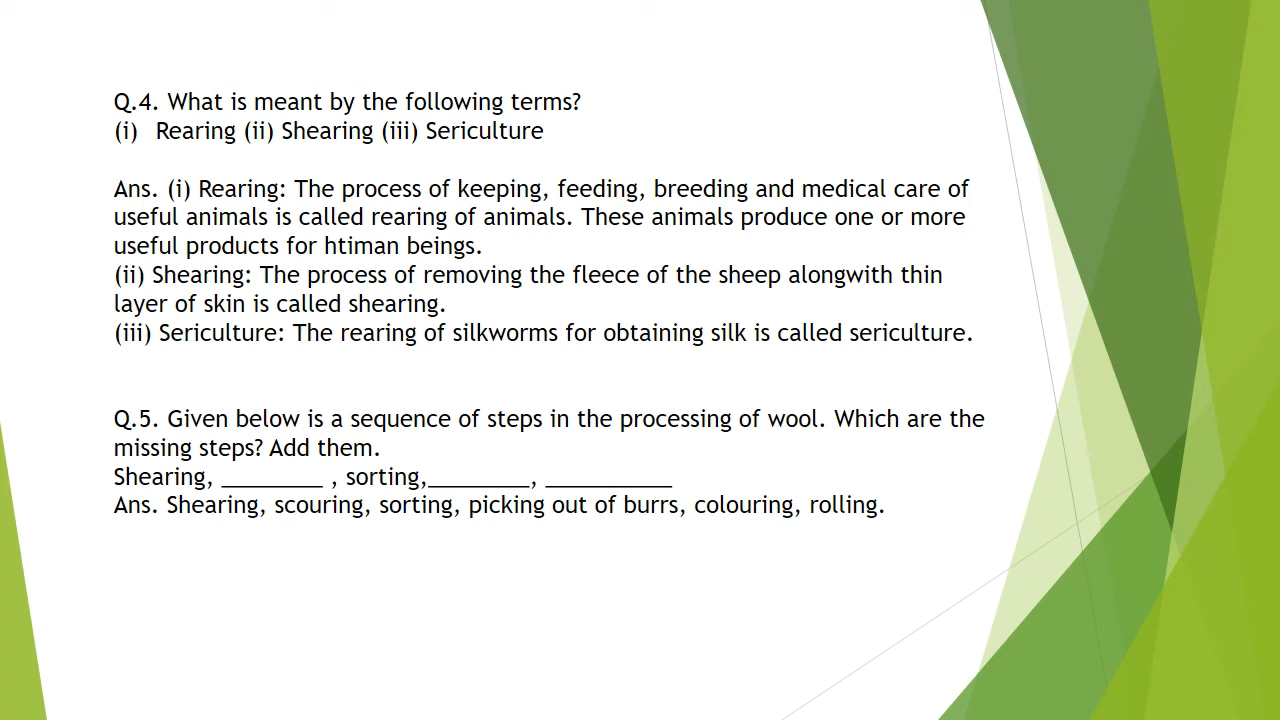 Q.4. What is meant by the following terms?
(i) Rearing (ii) Shearing (iii) Sericulture
Ans. (i) Rearing: The process of keeping, feeding, breeding and medical care of
useful animals is called rearing of animals. These animals produce one or more
useful products for htiman beings.
(ii) Shearing: The process of removing the fleece of the sheep alongwith thin
layer of skin is called shearing.
(iii) Sericulture: The rearing of silkworms for obtaining silk is called sericulture.
Q.5. Given below is a sequence of steps in the processing of wool. Which are the
missing steps? Add them.
Shearing, ________ , sorting,________, __________
Ans. Shearing, scouring, sorting, picking out of burrs, colouring, rolling.